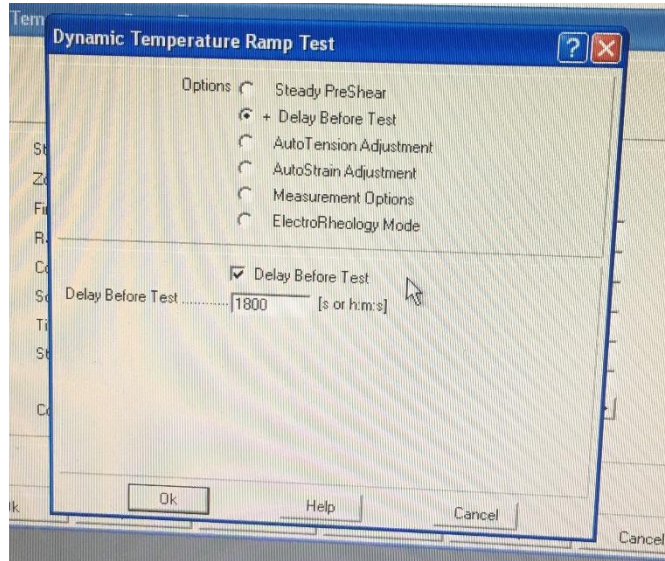 Tem
Dynamic Temperature Ramp Test
Options
Steady PreShear
+ Delay Before Test
AutoTension Adjustment
AutoStrain Adjustment
Measurement Options
ElectroRheology Mode
Delay Before Test
Delay Before Test .......... 1800 [s or h:m:s]
Ok Help Cancel
Cancel